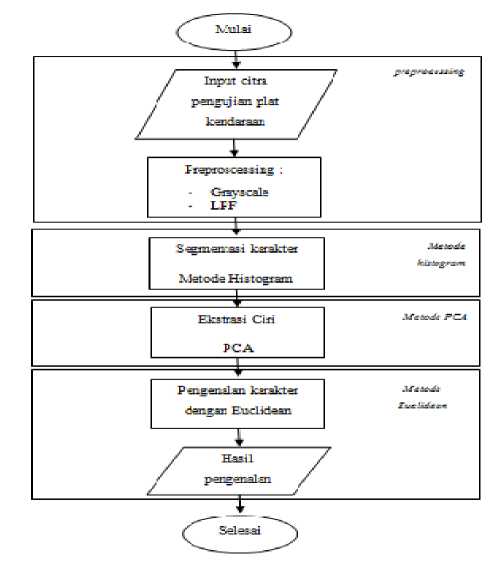 Mulai
preprocessing
Input citra
pengujian plat
kendaraan
Preproscessing :
- Grayscale
- LPF
Segmentasi karakter
Metode Histogram
Metode
histogram
Ekstrasi Ciri
PCA
Metode PCA
Pengenalan karakter
dengan Euclidean
Metode
Euclidean
Hasil
pengenalan
Selesai